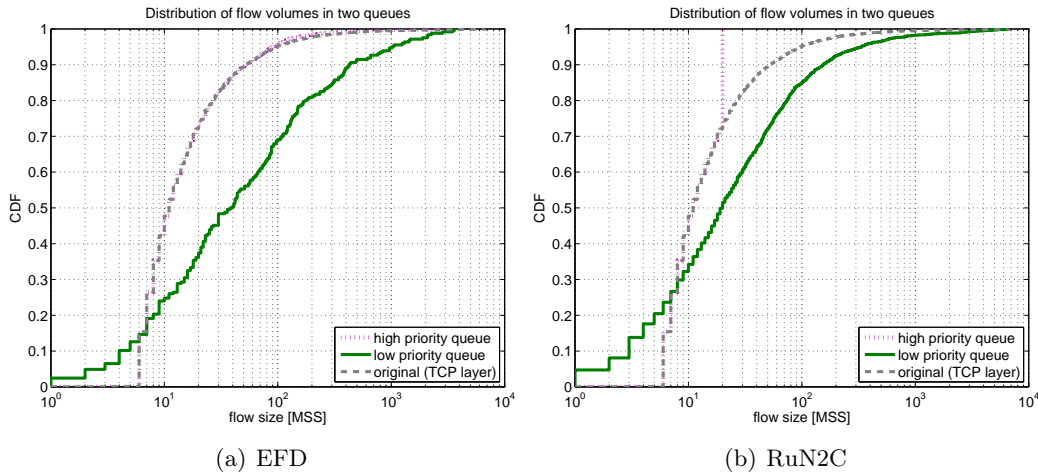 Distribution of flow volumes in two queues
1
0.9
0.8
0.7
0.6
0.5
0.4
0.3
0.2
0.1
0
CDF
high priority queue
low priority queue
original (TCP layer)
10^0
10^1
10^2
10^3
10^4
flow size [MSS]
(a) EFD
Distribution of flow volumes in two queues
1
0.9
0.8
0.7
0.6
0.5
0.4
0.3
0.2
0.1
0
CDF
high priority queue
low priority queue
original (TCP layer)
10^0
10^1
10^2
10^3
10^4
flow size [MSS]
(b) RuN2C